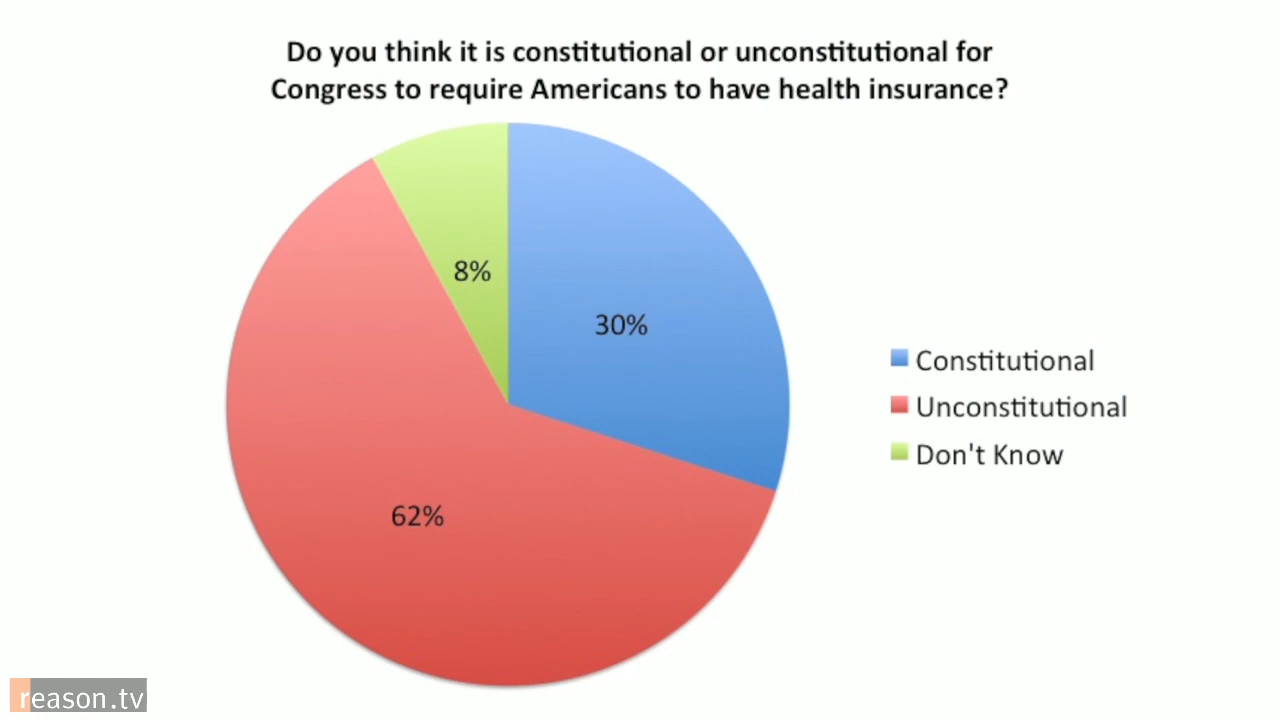 Do you think it is constitutional or unconstitutional for
Congress to require Americans to have health insurance?
8%
30%
Constitutional
Unconstitutional
Don't Know
62%
reason.tv